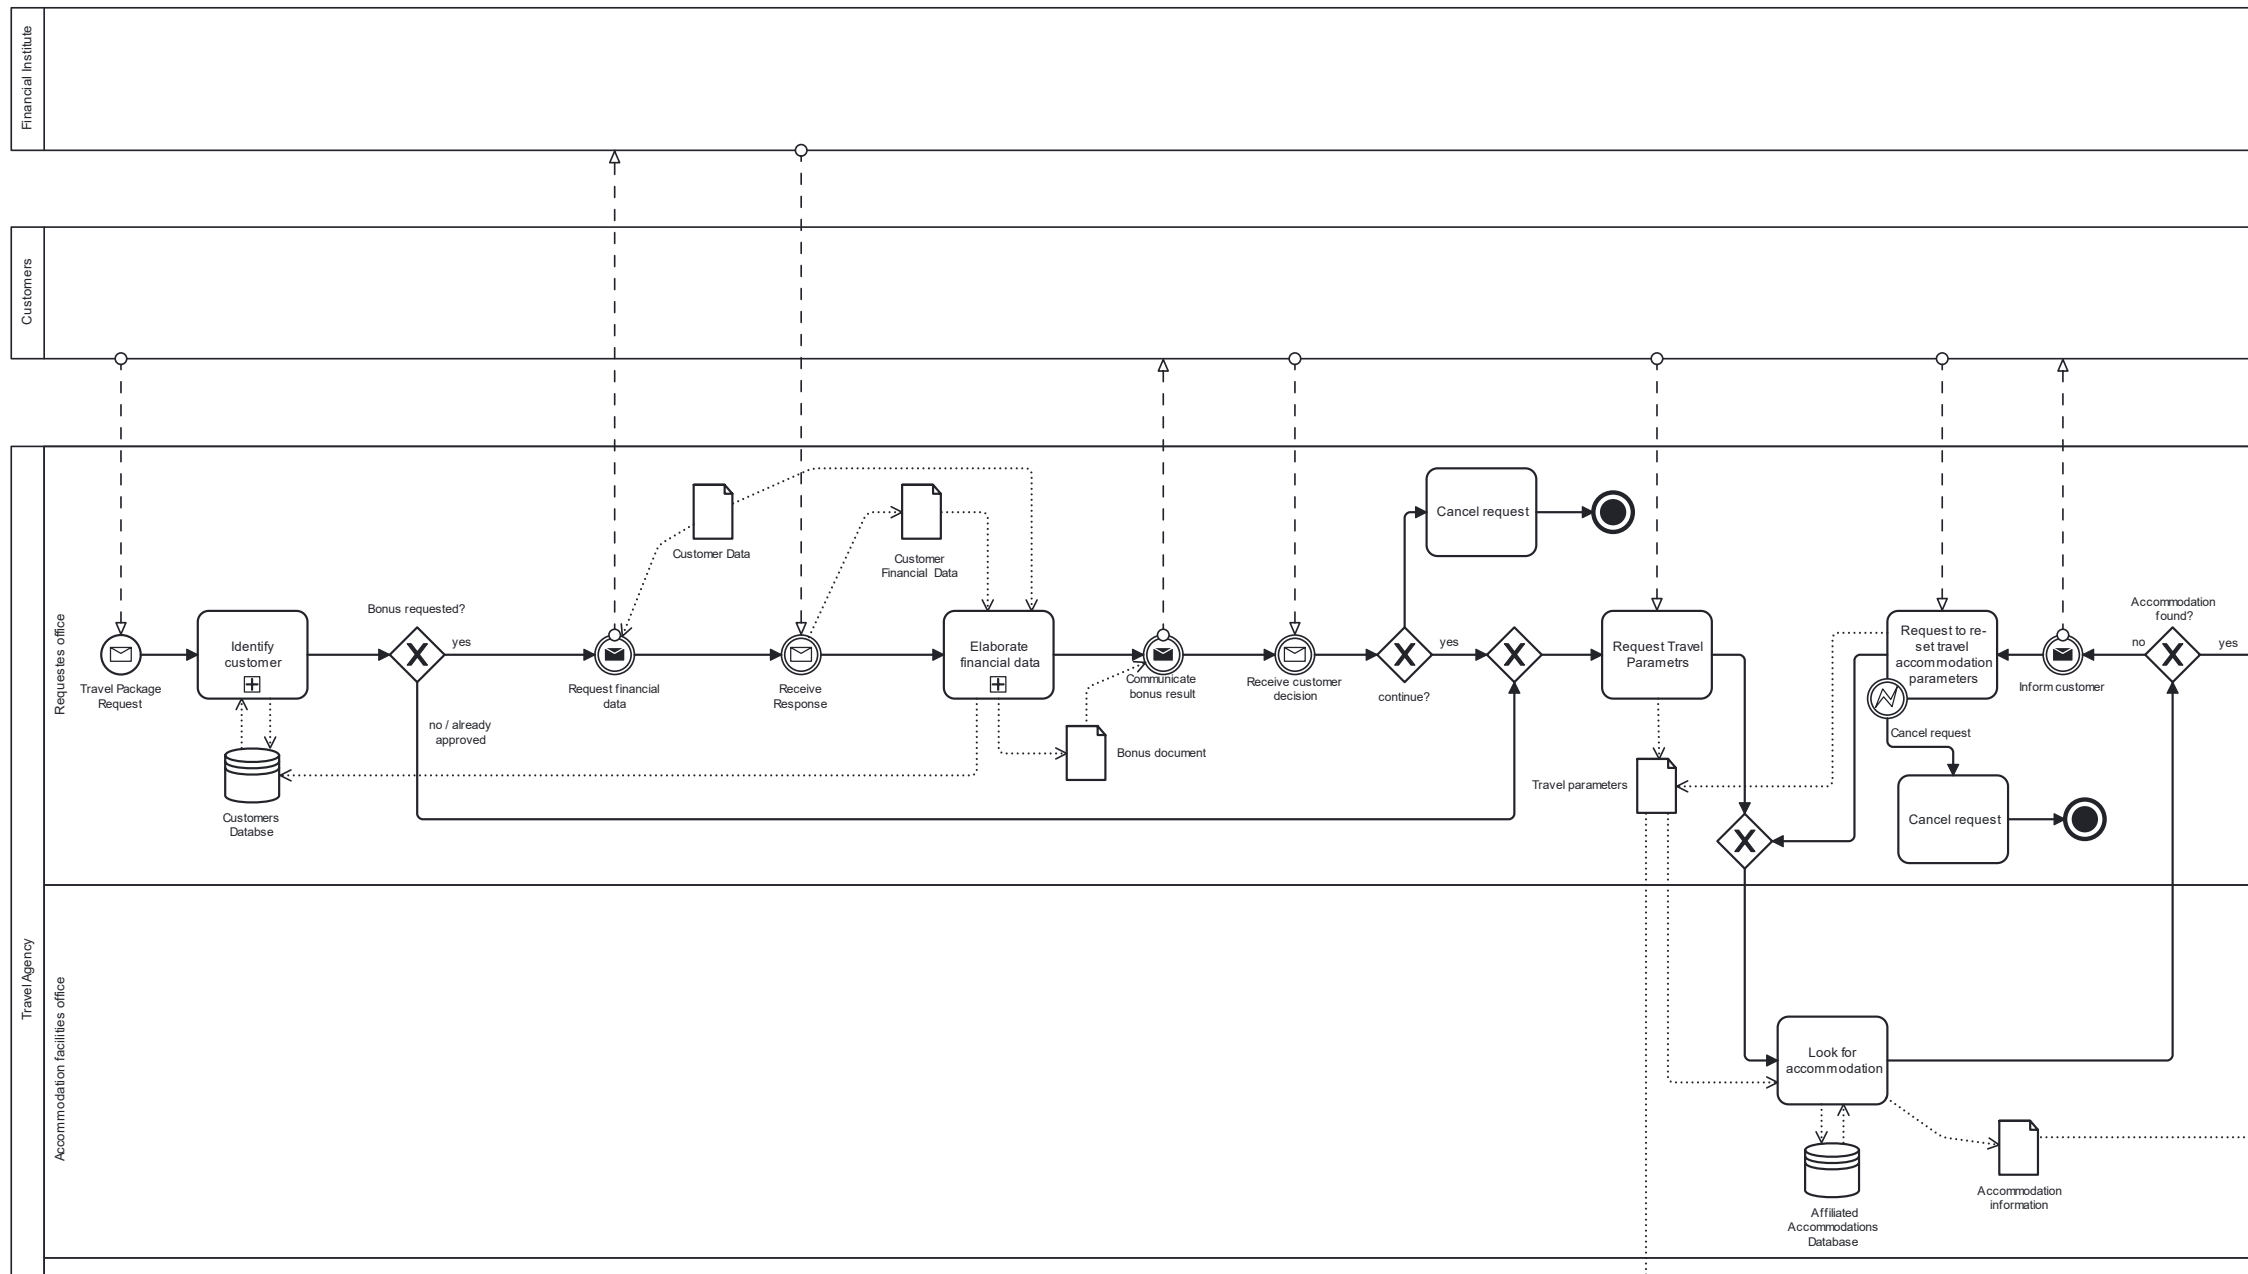 Financial Institute
Customers
Travel Agency
Requestes office
Travel Package
Request
Identify
customer
Customers
Databse
Bonus requested?
yes
no / already
approved
Request financial
data
Customer Data
Receive
Response
Customer
Financial Data
Elaborate
financial data
Bonus document
Communicate
bonus result
Receive customer
decision
continue?
yes
Cancel request
Request Travel
Parametrs
Travel parameters
Request to re-
set travel
accommodation
parameters
Cancel request
Cancel request
Inform customer
Accommodation
found?
no
yes
Accommodation facilities office
Look for
accommodation
Affiliated
Accommodations
Database
Accommodation
information